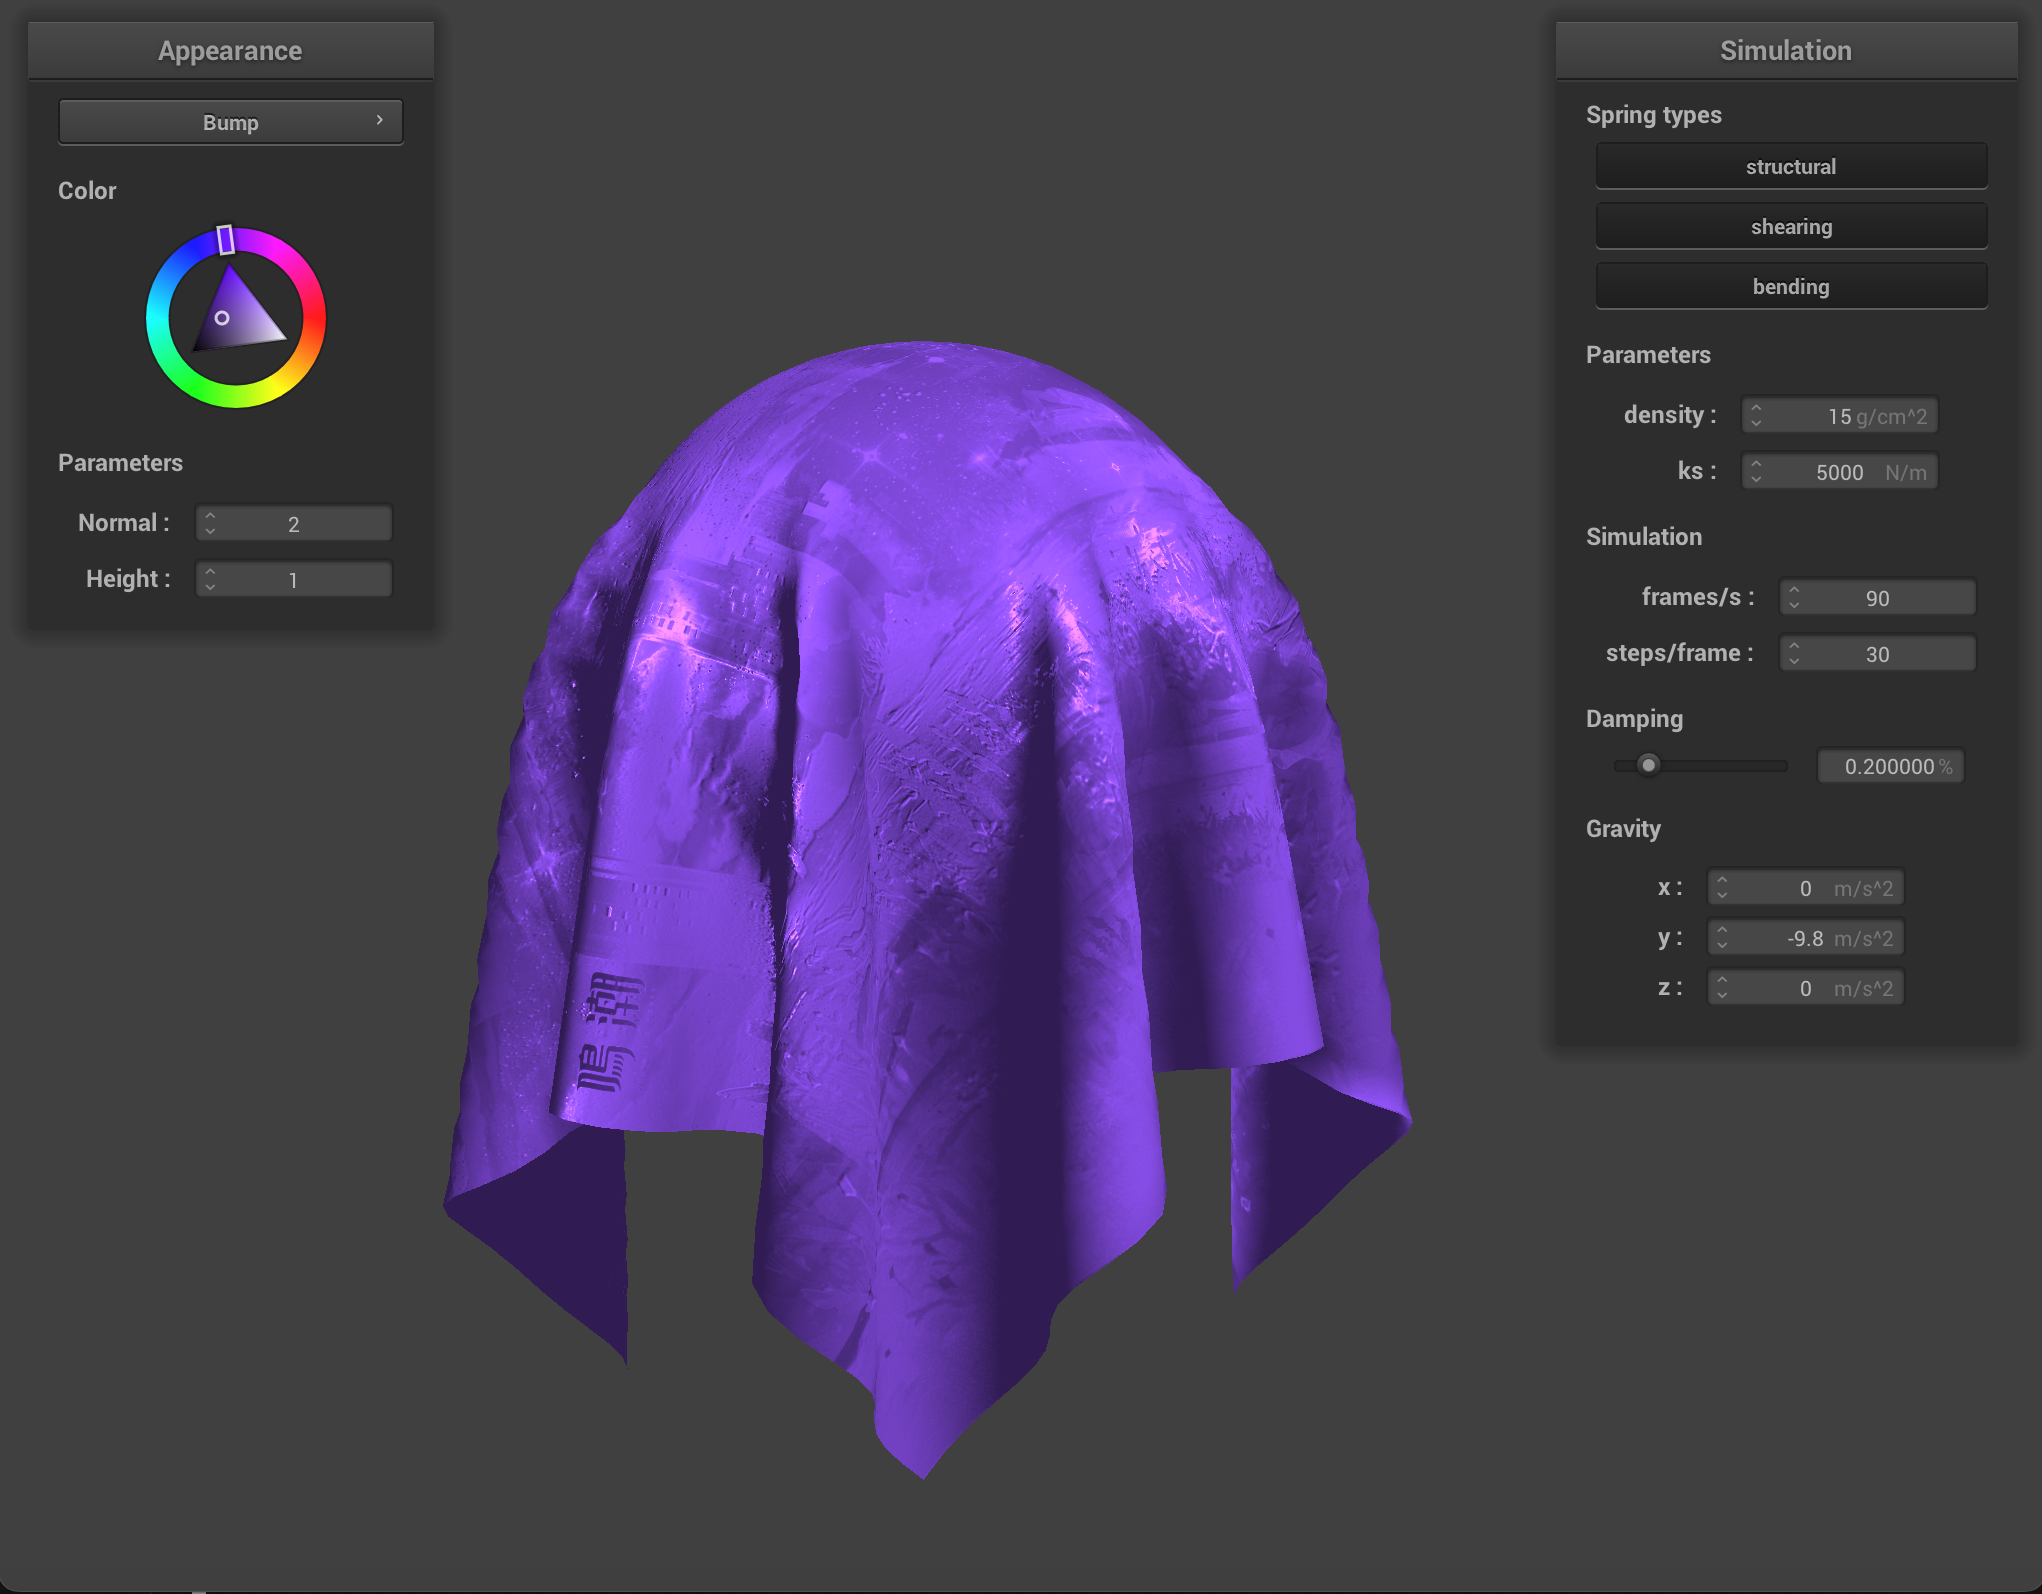 Appearance
Bump
Color
Parameters
Normal :
2
Height :
1
Simulation
Spring types
structural
shearing
bending
Parameters
density :
15 g/cm^2
ks :
5000 N/m
Simulation
frames/s :
90
steps/frame :
30
Damping
0.200000 %
Gravity
x :
0 m/s^2
y :
-9.8 m/s^2
z :
0 m/s^2